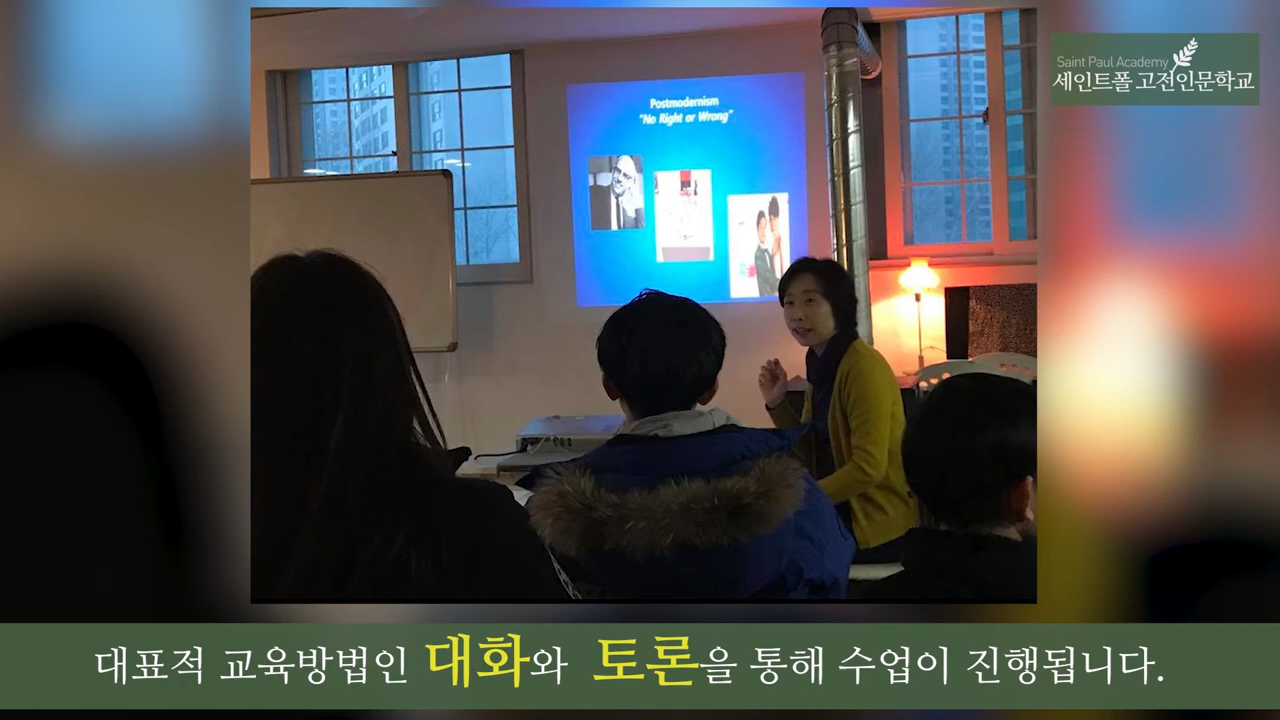 Saint Paul Academy
세인트폴 고전인문학교
Postmodernism
"No Right or Wrong"
대표적 교육방법인 대화와 토론을 통해 수업이 진행됩니다.